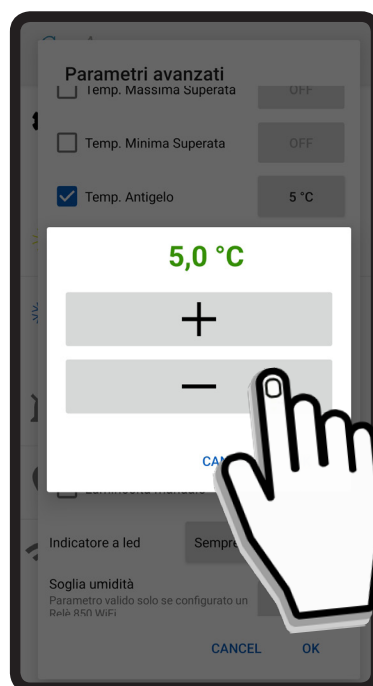 Parametri avanzati
Temp. Massima Superata OFF
Temp. Minima Superata OFF
Temp. Antigelo 5 °C
5,0 °C
+
−
Indicatore a led
Soglia umidità
Parametro valido solo se configurato un
Relè 850 WiFi
CANCEL OK